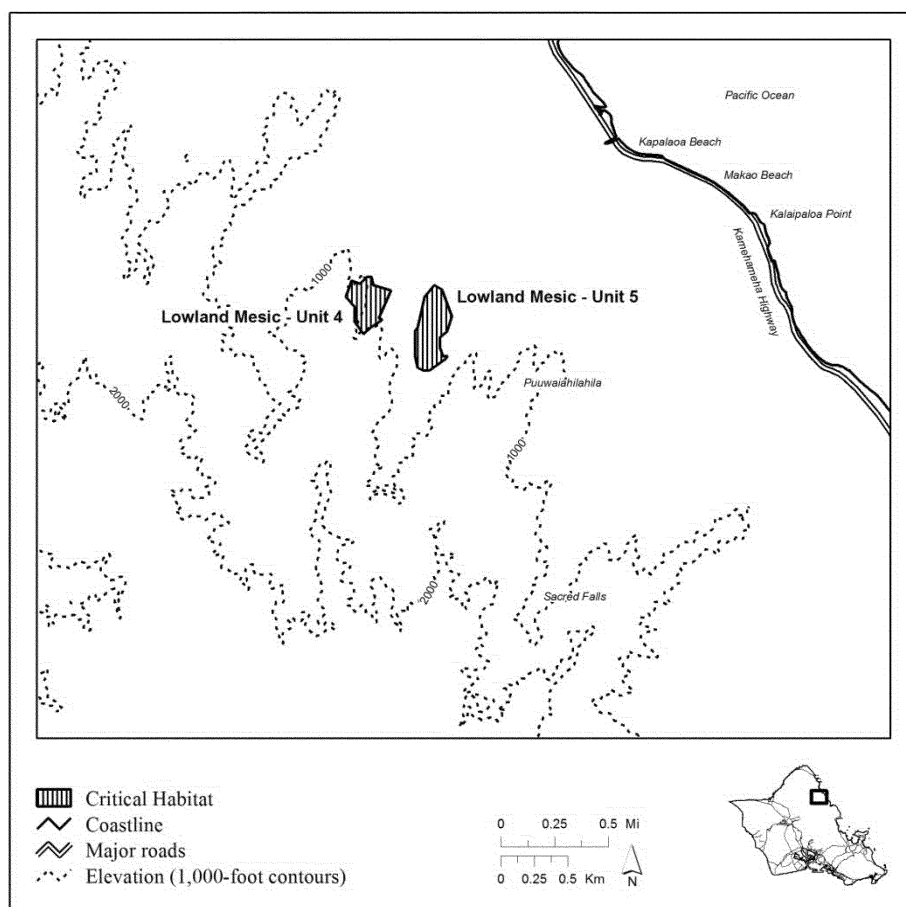 Pacific Ocean
Kapalaoa Beach
Makao Beach
Kalaipaloa Point
Kamehameha Highway
1000'
Lowland Mesic - Unit 5
Lowland Mesic - Unit 4
Puuwaiahilahila
2000'
1000'
2000'
Sacred Falls
Critical Habitat
Coastline
Major roads
Elevation (1,000-foot contours)
0 0.25 0.5 Mi
0 0.25 0.5 Km
N